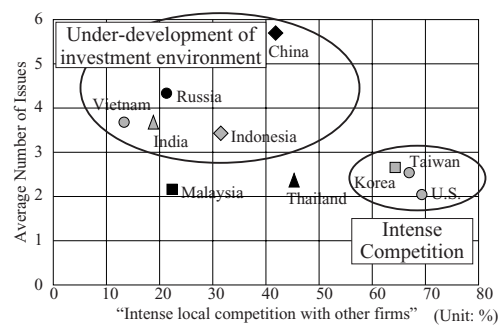 Average Number of Issues
6
5
4
3
2
1
0
Under-development of
investment environment
China
Russia
Vietnam
India
Indonesia
Malaysia
Thailand
Korea
Taiwan
U.S.
Intense
Competition
0 10 20 30 40 50 60 70 80
“Intense local competition with other firms” (Unit: %)